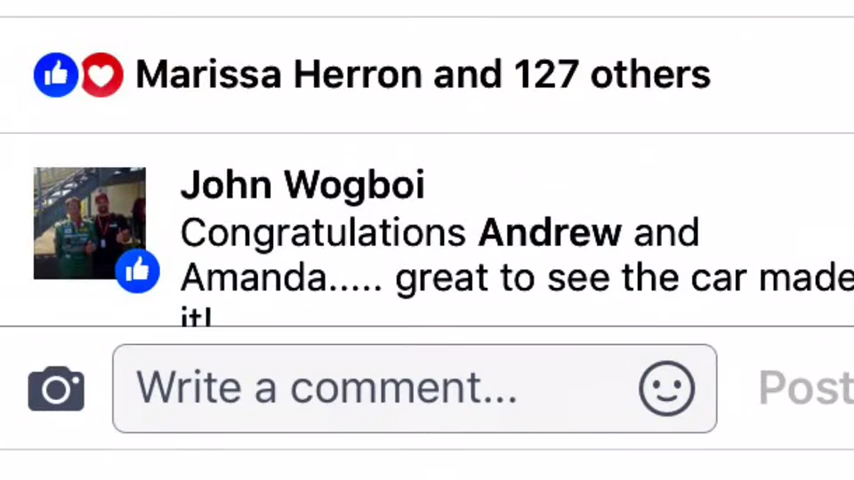 Marissa Herron and 127 others
John Wogboi
Congratulations Andrew and
Amanda..... great to see the car made
it!
Write a comment...
Post